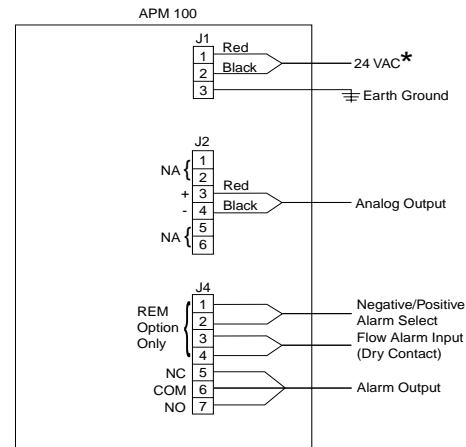 APM 100
J1
1 Red
2 Black
3
24 VAC*
Earth Ground
J2
NA { 1
2
+ 3 Red
- 4 Black
NA { 5
6
Analog Output
J4
REM
Option
Only
1
2
3
4
NC 5
COM 6
NO 7
Negative/Positive
Alarm Select
Flow Alarm Input
(Dry Contact)
Alarm Output